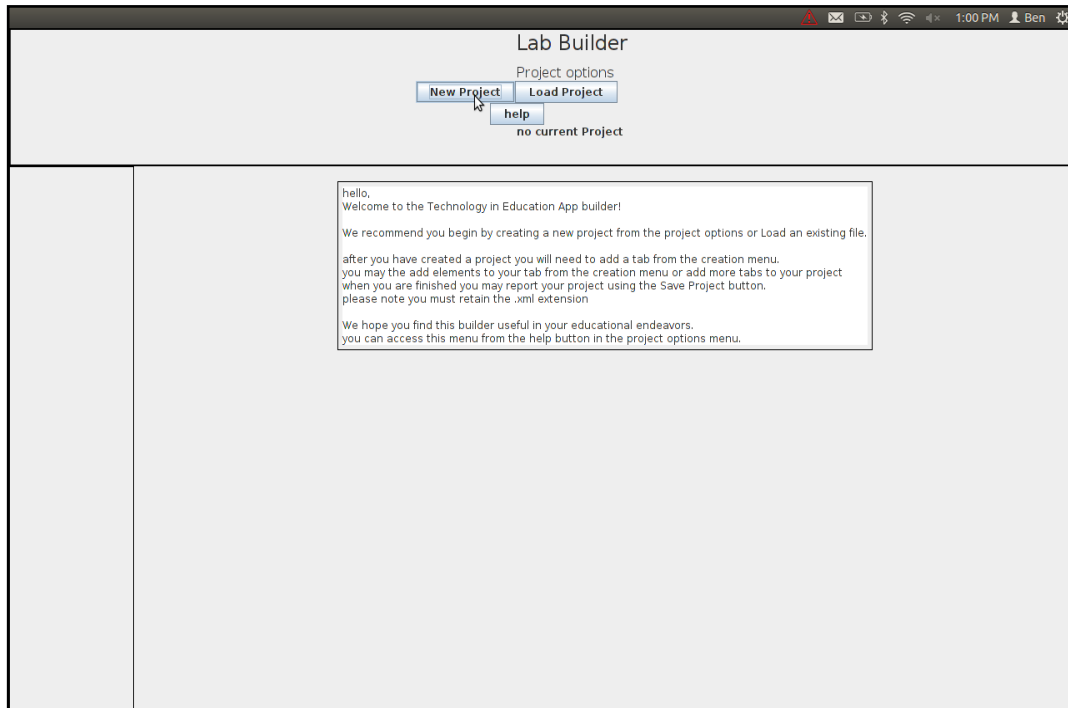 1:00 PM Ben
Lab Builder
Project options
New Project Load Project
help
no current Project
hello,
Welcome to the Technology in Education App builder!
We recommend you begin by creating a new project from the project options or Load an existing file.
after you have created a project you will need to add a tab from the creation menu.
you may the add elements to your tab from the creation menu or add more tabs to your project
when you are finished you may report your project using the Save Project button.
please note you must retain the .xml extension
We hope you find this builder useful in your educational endeavors.
you can access this menu from the help button in the project options menu.